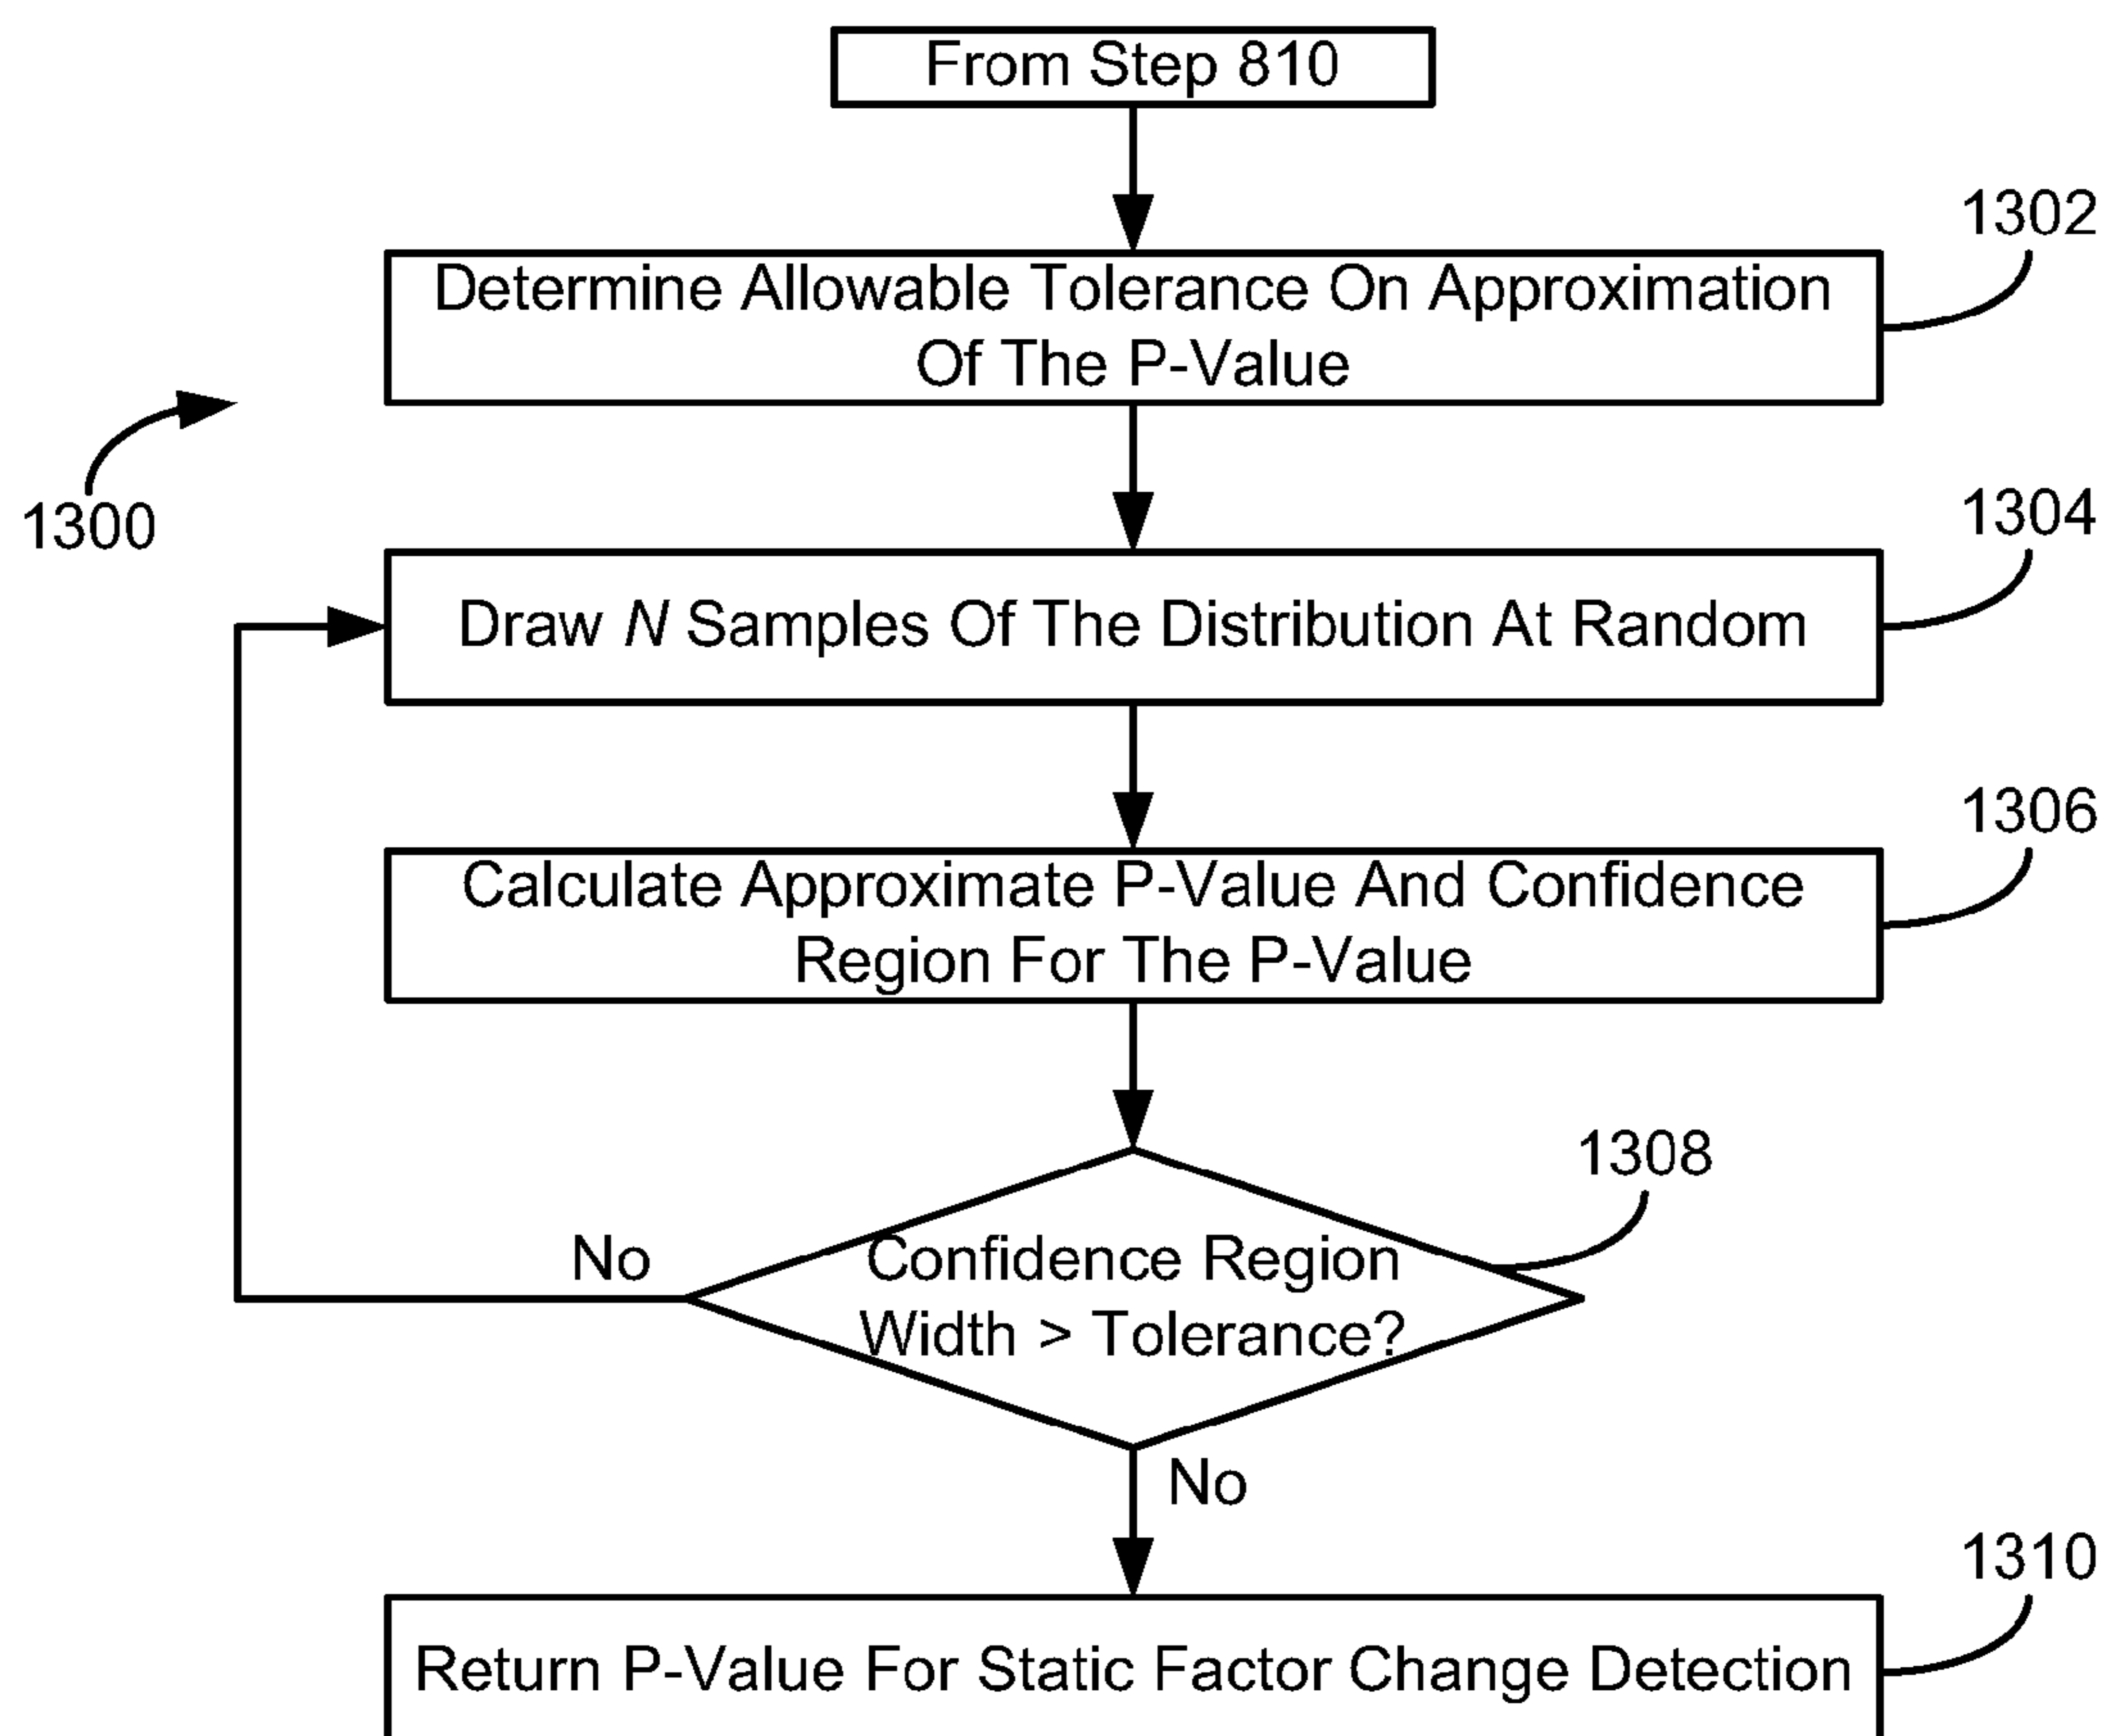 From Step 810
1302
Determine Allowable Tolerance On Approximation
Of The P-Value
1300
1304
Draw N Samples Of The Distribution At Random
1306
Calculate Approximate P-Value And Confidence
Region For The P-Value
1308
No
Confidence Region
Width > Tolerance?
No
1310
Return P-Value For Static Factor Change Detection